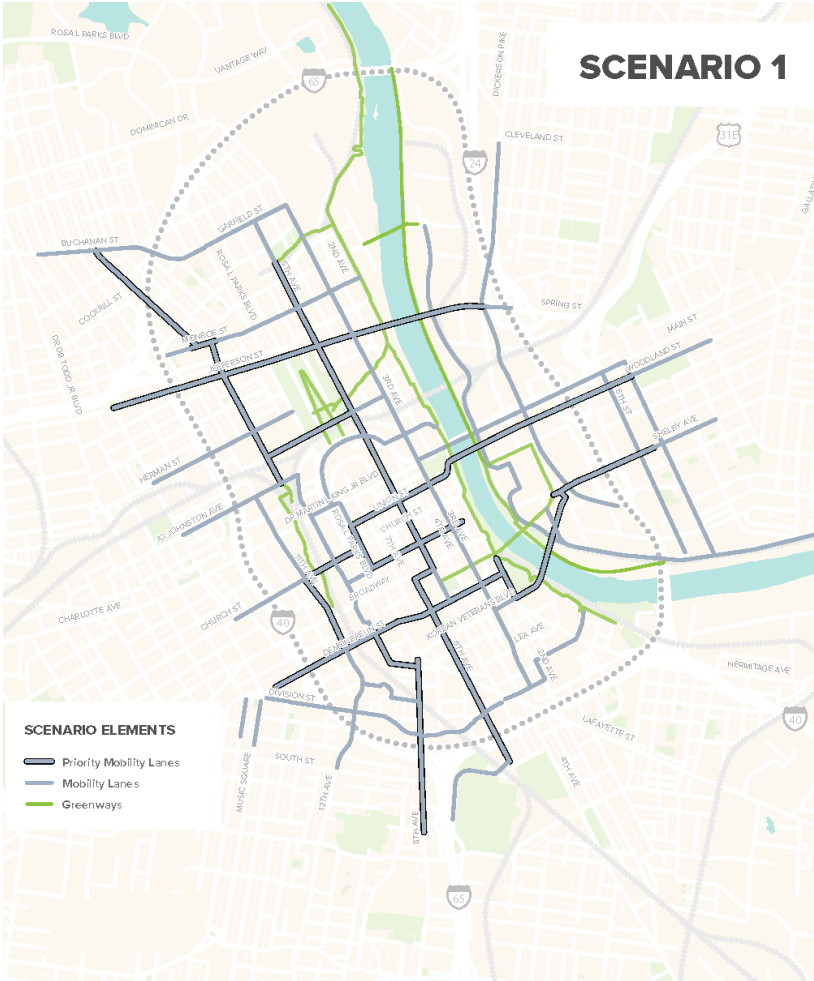 ROSA L PARKS BLVD
VANTAGE WAY
DICKERSON PIKE
SCENARIO 1
65
DOMINICAN DR
CLEVELAND ST
31E
24
GARFIELD ST
BUCHANAN ST
2ND AVE
5TH AVE
ROSA L PARKS BLVD
COCKRILL ST
SPRING ST
MONROE ST
MAIN ST
DR DB TODD JR BLVD
JEFFERSON ST
WOODLAND ST
3RD AVE
5TH ST
SHELBY AVE
HERMAN ST
DR MARTIN L KING JR BLVD
UNION ST
JO JOHNSTON AVE
CHURCH ST
ROSA L PARKS BLVD
7TH AVE
4TH AVE
3RD AVE
11TH AVE
BROADWAY
CHARLOTTE AVE
CHURCH ST
40
KOREAN VETERANS BLVD
DEMONBREUN ST
LEA AVE
6TH AVE
2ND AVE
HERMITAGE AVE
DIVISION ST
LAFAYETTE ST
40
SCENARIO ELEMENTS
Priority Mobility Lanes
Mobility Lanes
Greenways
SOUTH ST
MUSIC SQUARE
12TH AVE
4TH AVE
8TH AVE
65